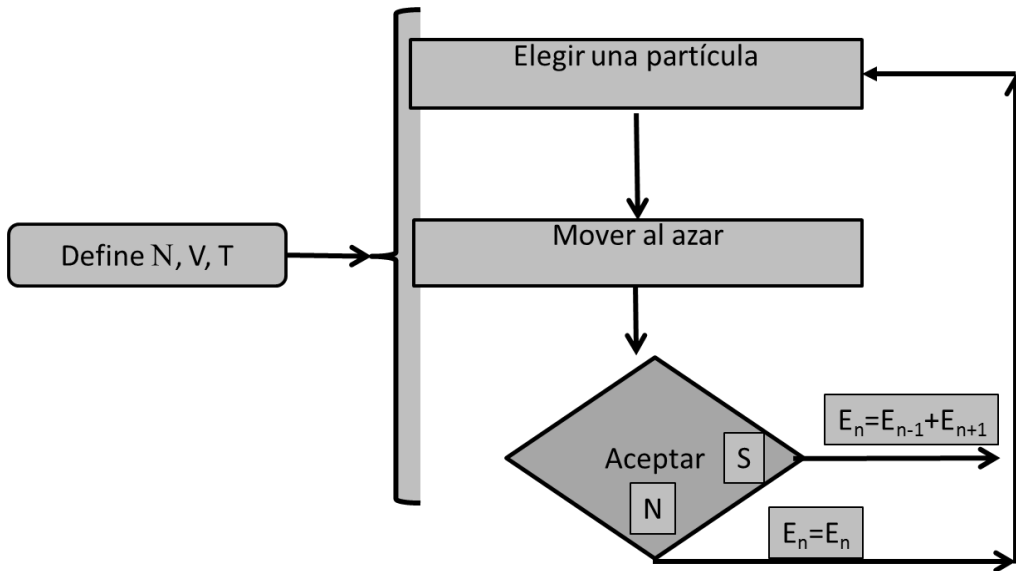 Elegir una partícula
Mover al azar
Define N, V, T
Aceptar
S
N
Eₙ=Eₙ₋₁+Eₙ₊₁
Eₙ=Eₙ